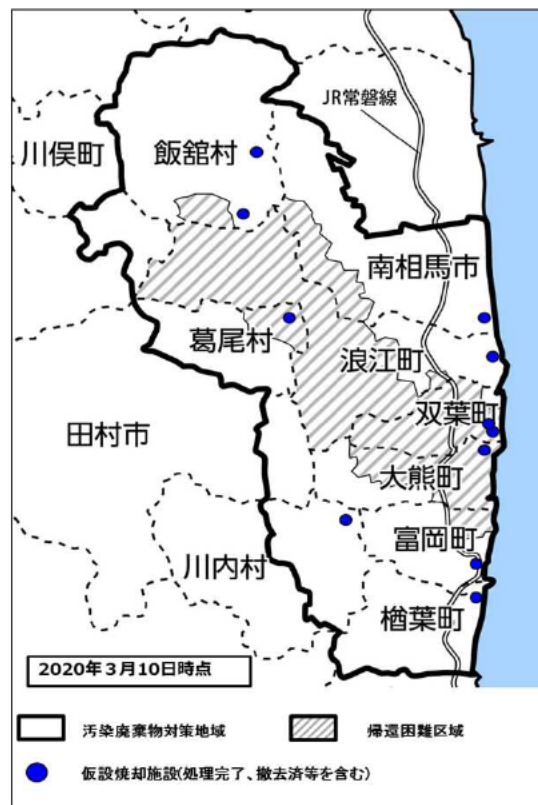 JR常磐線
川俣町
飯舘村
南相馬市
葛尾村
浪江町
双葉町
田村市
大熊町
富岡町
川内村
楢葉町
2020年3月10日時点
汚染廃棄物対策地域
帰還困難区域
仮設焼却施設(処理完了、撤去済等を含む)